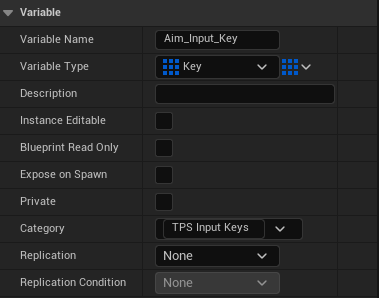 Variable
Variable Name Aim_Input_Key
Variable Type Key
Description
Instance Editable
Blueprint Read Only
Expose on Spawn
Private
Category TPS Input Keys
Replication None
Replication Condition None